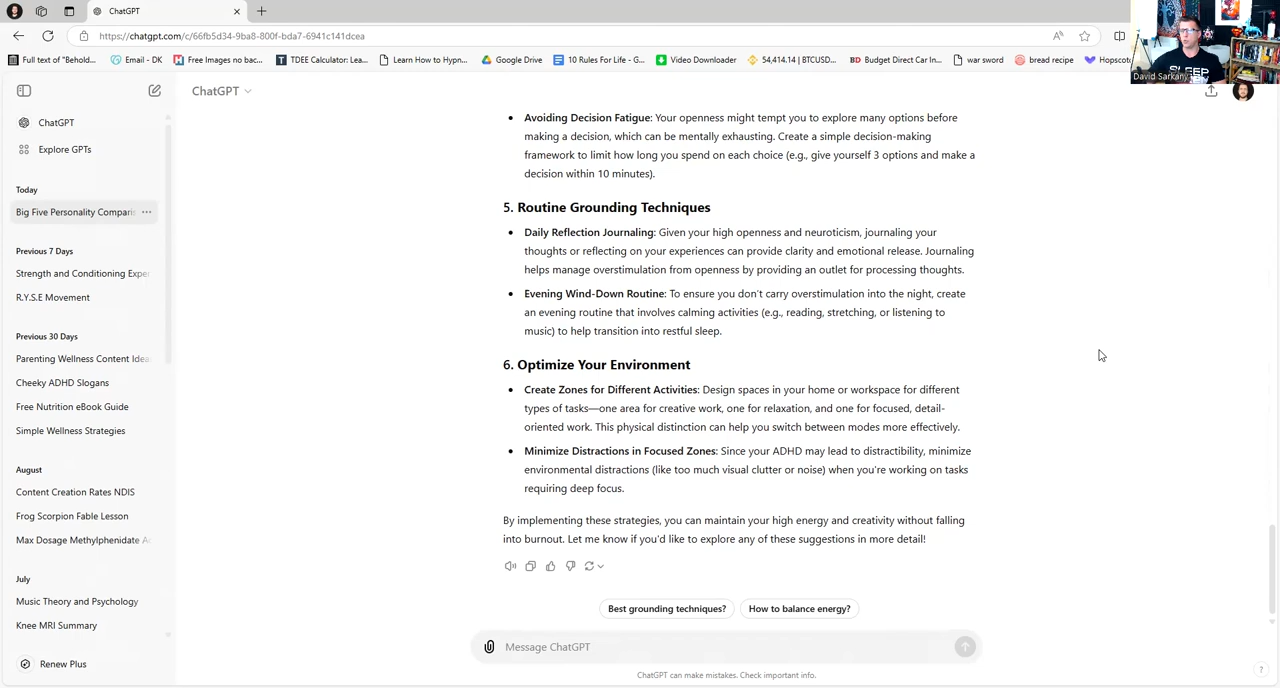 ChatGPT
https://chatgpt.com/c/66fb5d34-9ba8-800f-bda7-6941c141dcea
Full text of "Behold...
Email - DK
Free Images no bac...
TDEE Calculator: Lea...
Learn How to Hypn...
Google Drive
10 Rules For Life - G...
Video Downloader
54,414.14 | BTCUSD...
Budget Direct Car In...
war sword
bread recipe
Hopscot
David Sarkany
SLEEP
ChatGPT
ChatGPT
Explore GPTs
Today
Big Five Personality Comparis
Previous 7 Days
Strength and Conditioning Exper
R.Y.S.E Movement
Previous 30 Days
Parenting Wellness Content Idea
Cheeky ADHD Slogans
Free Nutrition eBook Guide
Simple Wellness Strategies
August
Content Creation Rates NDIS
Frog Scorpion Fable Lesson
Max Dosage Methylphenidate A
July
Music Theory and Psychology
Knee MRI Summary
Renew Plus
Avoiding Decision Fatigue: Your openness might tempt you to explore many options before
making a decision, which can be mentally exhausting. Create a simple decision-making
framework to limit how long you spend on each choice (e.g., give yourself 3 options and make a
decision within 10 minutes).
5. Routine Grounding Techniques
Daily Reflection Journaling: Given your high openness and neuroticism, journaling your
thoughts or reflecting on your experiences can provide clarity and emotional release. Journaling
helps manage overstimulation from openness by providing an outlet for processing thoughts.
Evening Wind-Down Routine: To ensure you don't carry overstimulation into the night, create
an evening routine that involves calming activities (e.g., reading, stretching, or listening to
music) to help transition into restful sleep.
6. Optimize Your Environment
Create Zones for Different Activities: Design spaces in your home or workspace for different
types of tasks—one area for creative work, one for relaxation, and one for focused, detail-
oriented work. This physical distinction can help you switch between modes more effectively.
Minimize Distractions in Focused Zones: Since your ADHD may lead to distractibility, minimize
environmental distractions (like too much visual clutter or noise) when you're working on tasks
requiring deep focus.
By implementing these strategies, you can maintain your high energy and creativity without falling
into burnout. Let me know if you'd like to explore any of these suggestions in more detail!
Best grounding techniques?
How to balance energy?
Message ChatGPT
ChatGPT can make mistakes. Check important info.
?